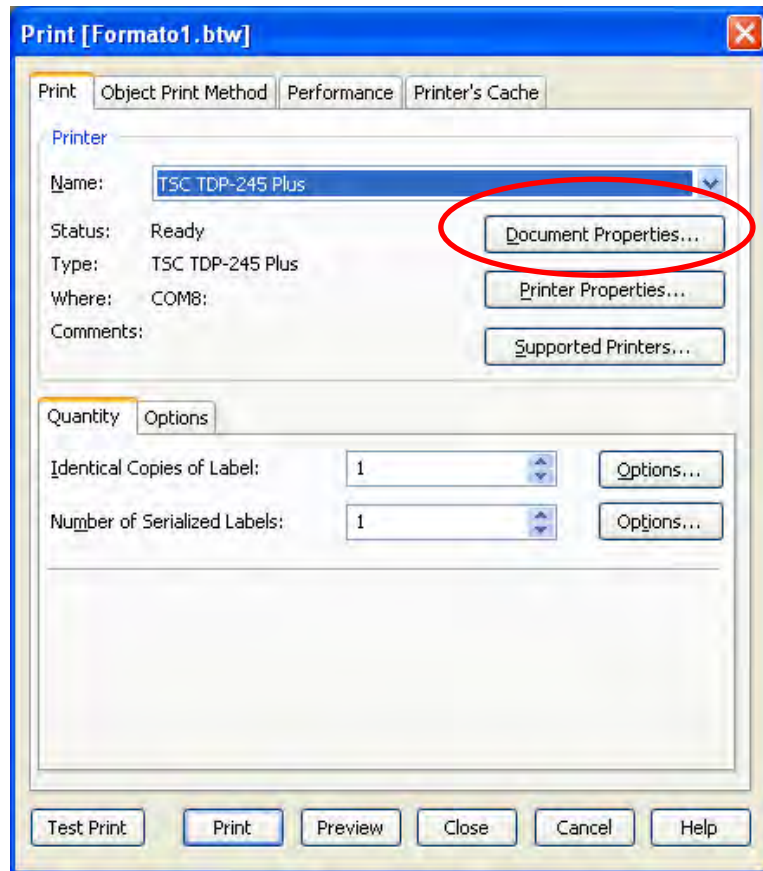 Print [Formato1.btw]
Print Object Print Method Performance Printer's Cache
Printer
Name: TSC TDP-245 Plus
Status: Ready Document Properties...
Type: TSC TDP-245 Plus
Where: COM8: Printer Properties...
Comments:
Supported Printers...
Quantity Options
Identical Copies of Label: 1 Options...
Number of Serialized Labels: 1 Options...
Test Print Print Preview Close Cancel Help